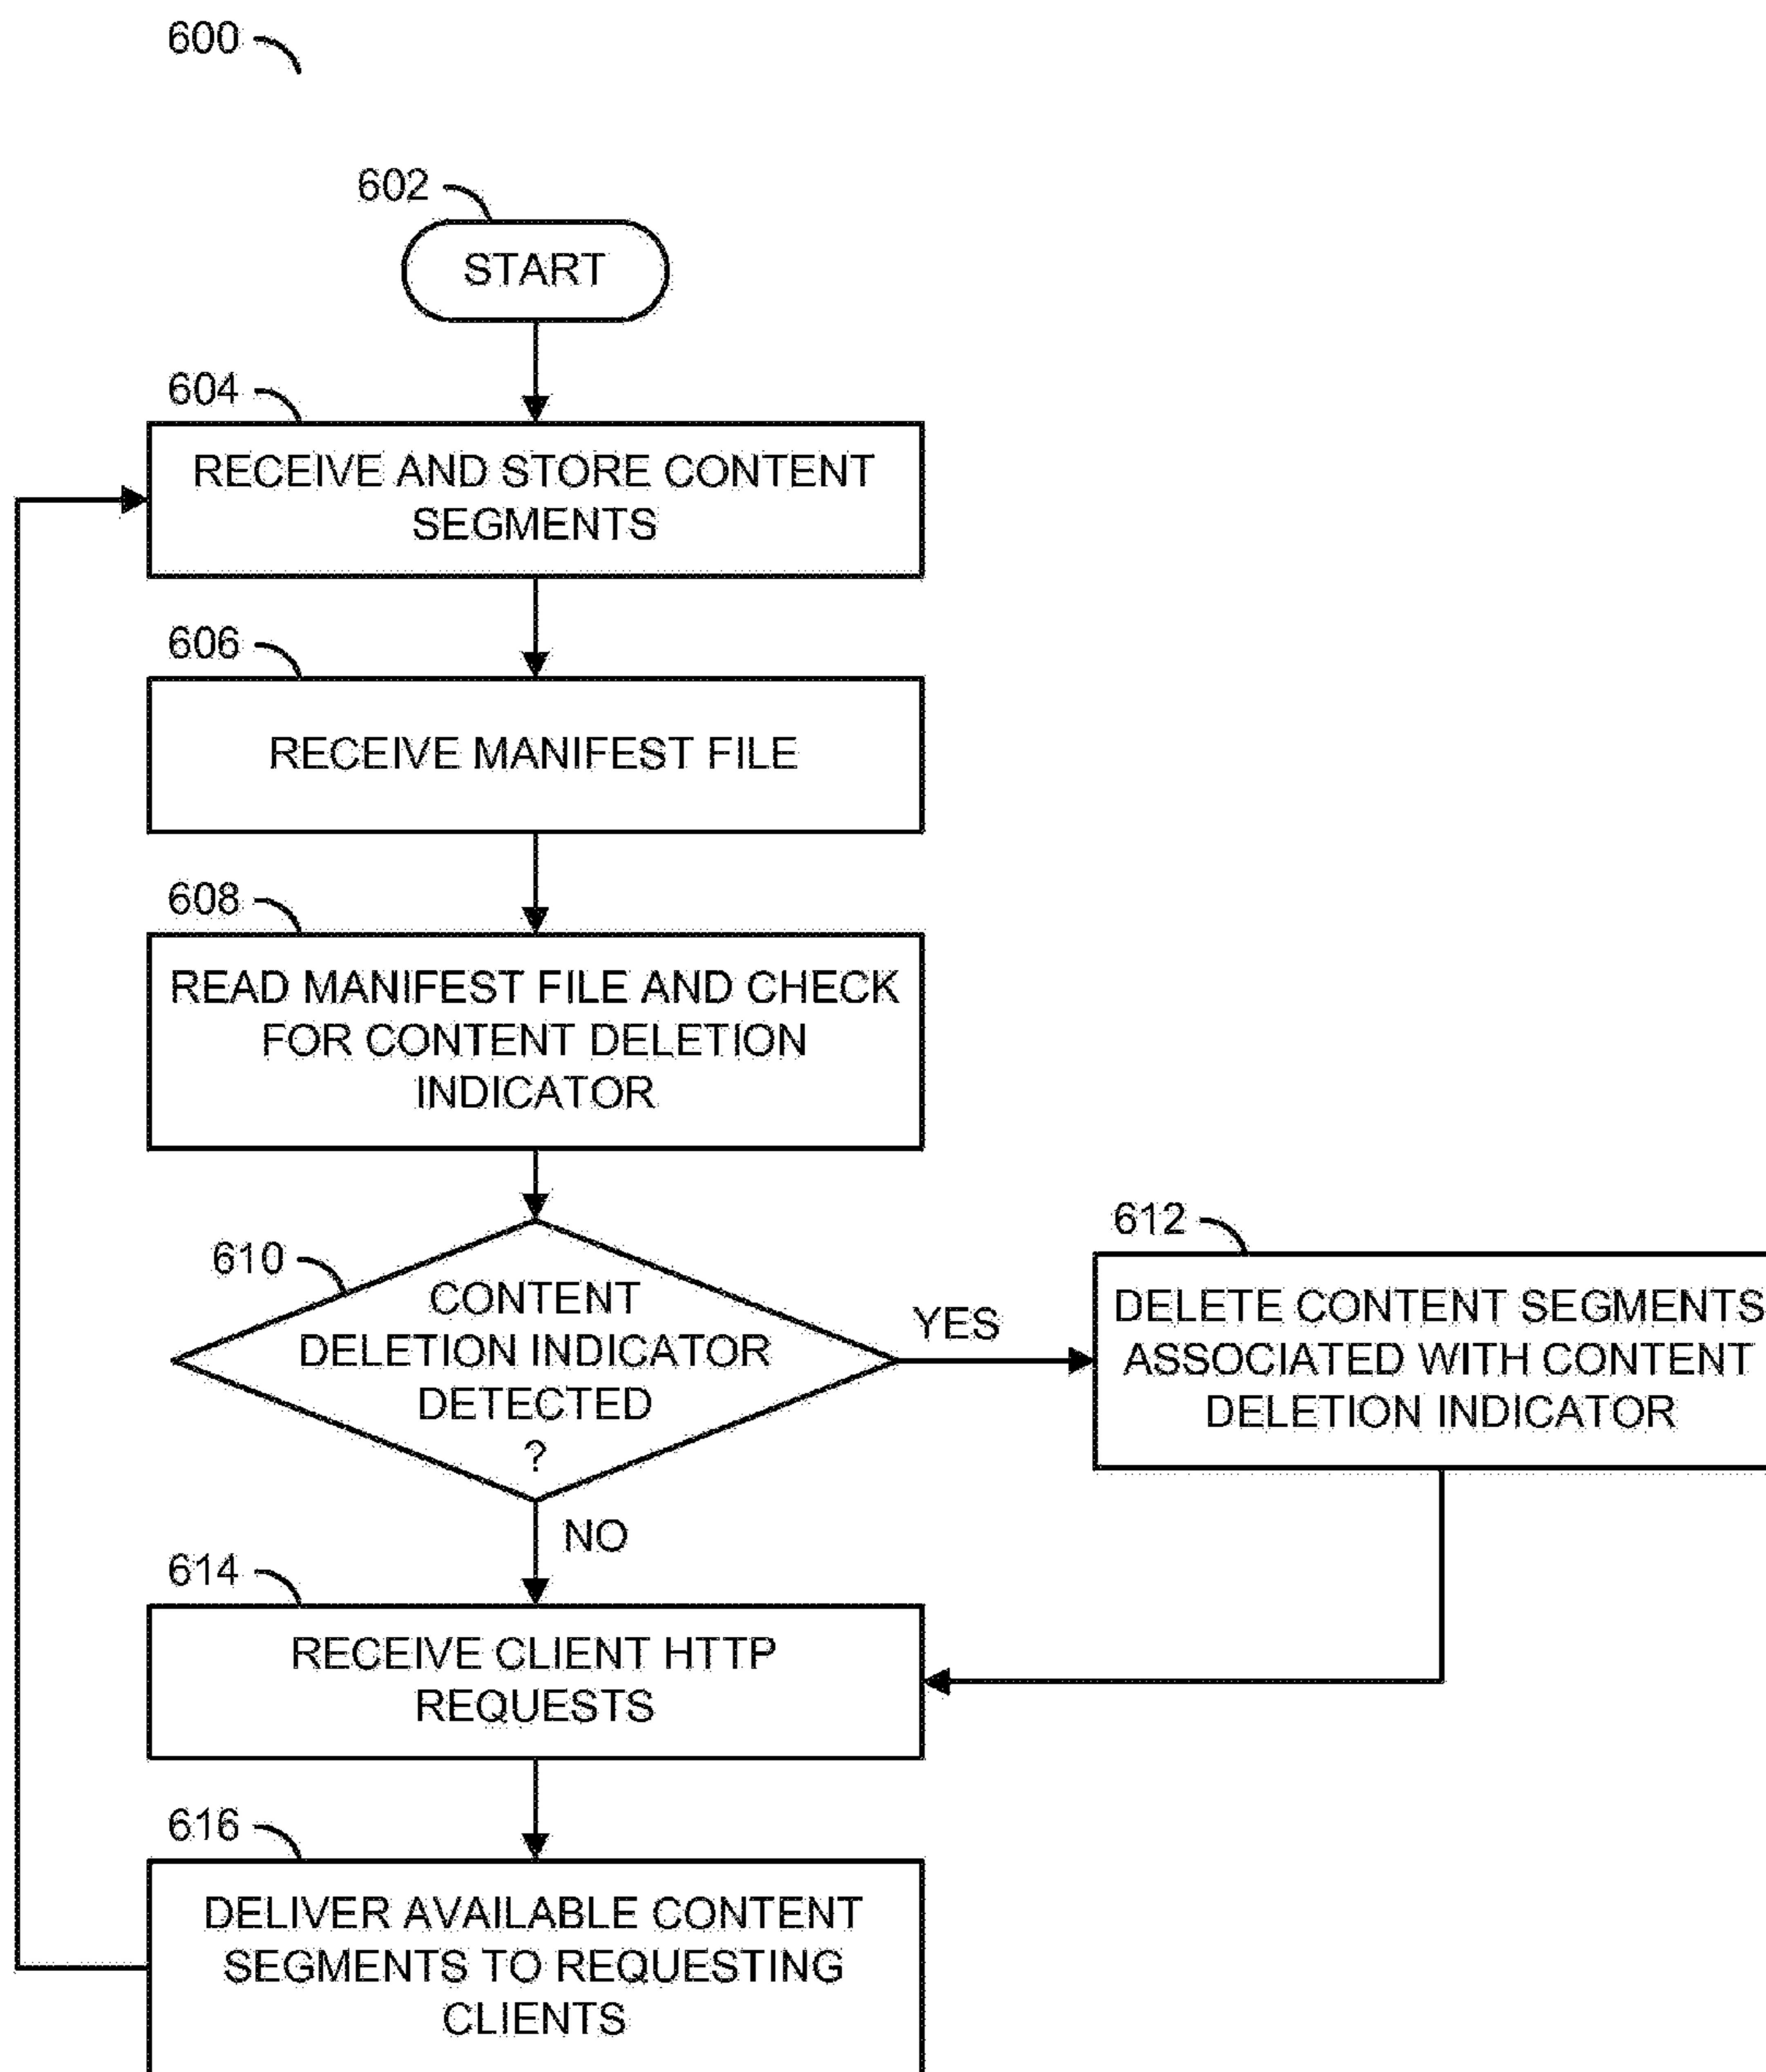 600
602
START
604
RECEIVE AND STORE CONTENT
SEGMENTS
606
RECEIVE MANIFEST FILE
608
READ MANIFEST FILE AND CHECK
FOR CONTENT DELETION
INDICATOR
610
CONTENT
DELETION INDICATOR
DETECTED
?
YES
612
DELETE CONTENT SEGMENTS
ASSOCIATED WITH CONTENT
DELETION INDICATOR
NO
614
RECEIVE CLIENT HTTP
REQUESTS
616
DELIVER AVAILABLE CONTENT
SEGMENTS TO REQUESTING
CLIENTS